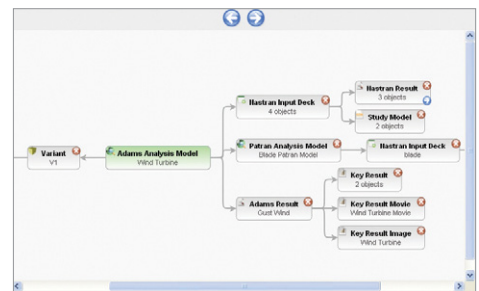 Nastran Result
3 objects
Nastran Input Deck
4 objects
Study Model
2 objects
Variant
V1
Adams Analysis Model
Wind Turbine
Patran Analysis Model
Blade Patran Model
Nastran Input Deck
blade
Key Result
2 objects
Adams Result
Gust Wind
Key Result Movie
Wind Turbine Movie
Key Result Image
Wind Turbine